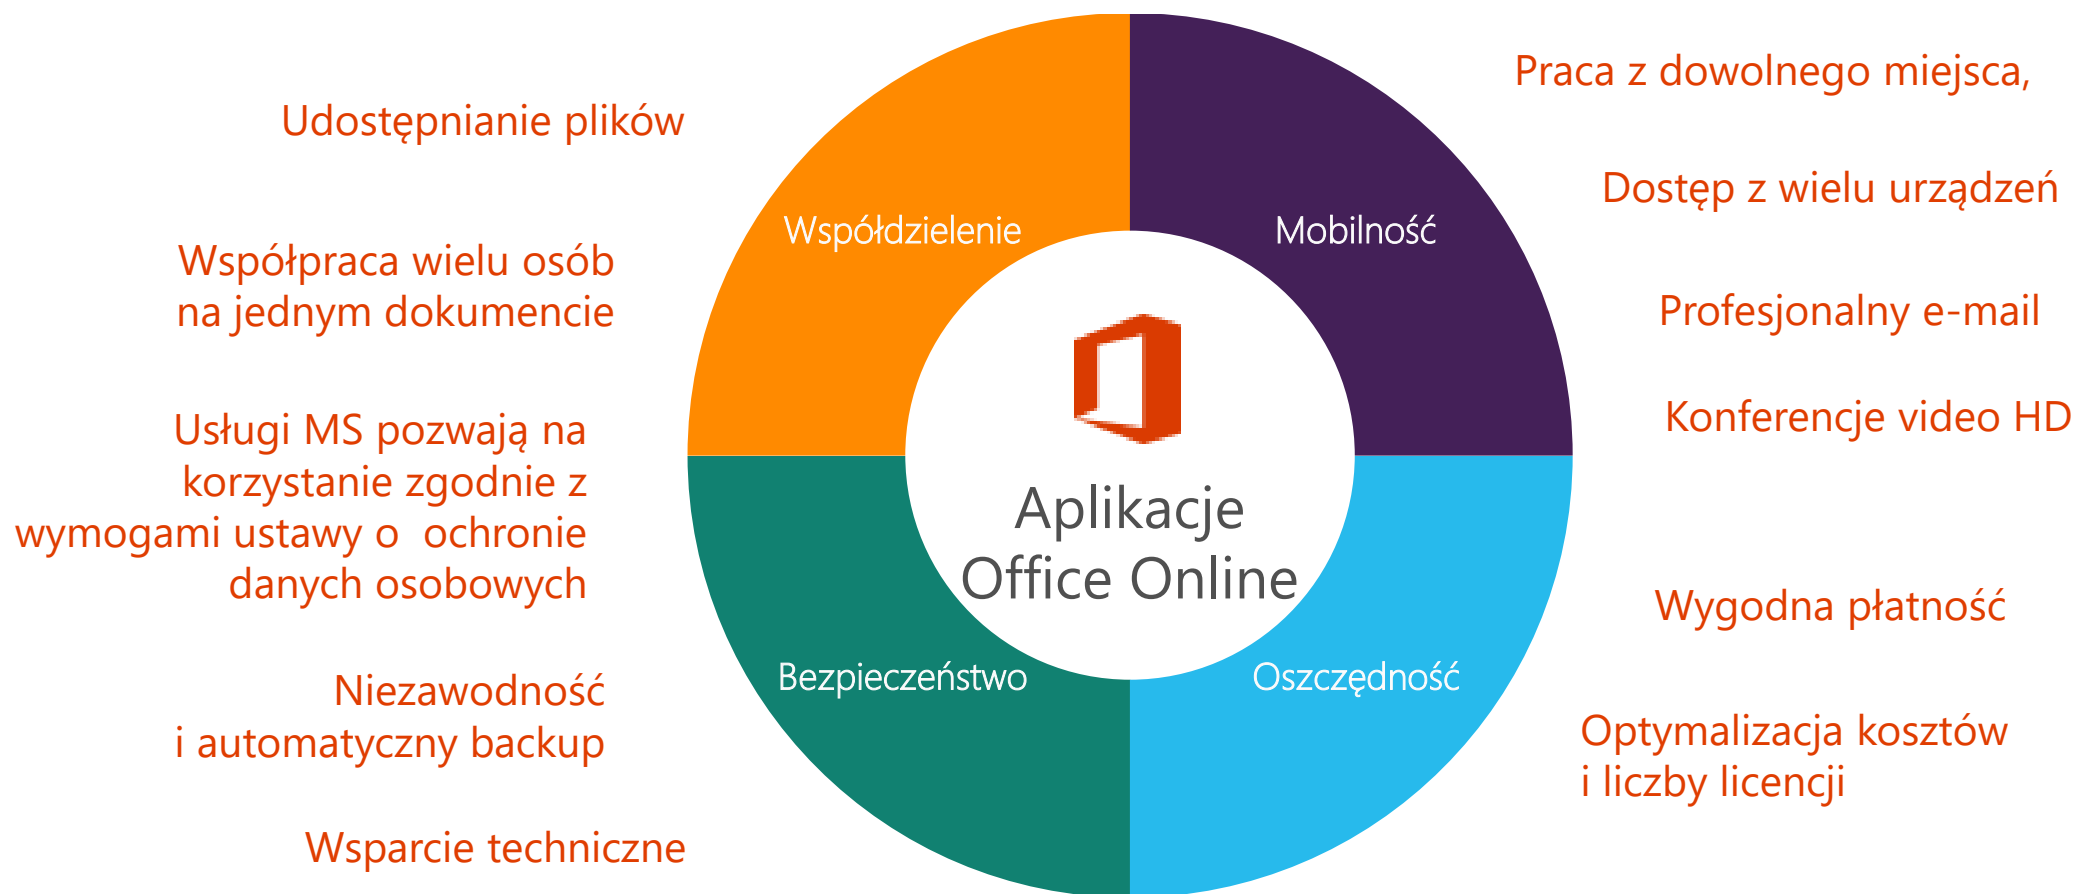 Udostępnianie plików
Współpraca wielu osób
na jednym dokumencie
Usługi MS pozwają na
korzystanie zgodnie z
wymogami ustawy o  ochronie
danych osobowych
Niezawodność
i automatyczny backup
Wsparcie techniczne
Współdzielenie
Mobilność
Aplikacje
Office Online
Bezpieczeństwo
Oszczędność
Praca z dowolnego miejsca,
Dostęp z wielu urządzeń
Profesjonalny e-mail
Konferencje video HD
Wygodna płatność
Optymalizacja kosztów
i liczby licencji